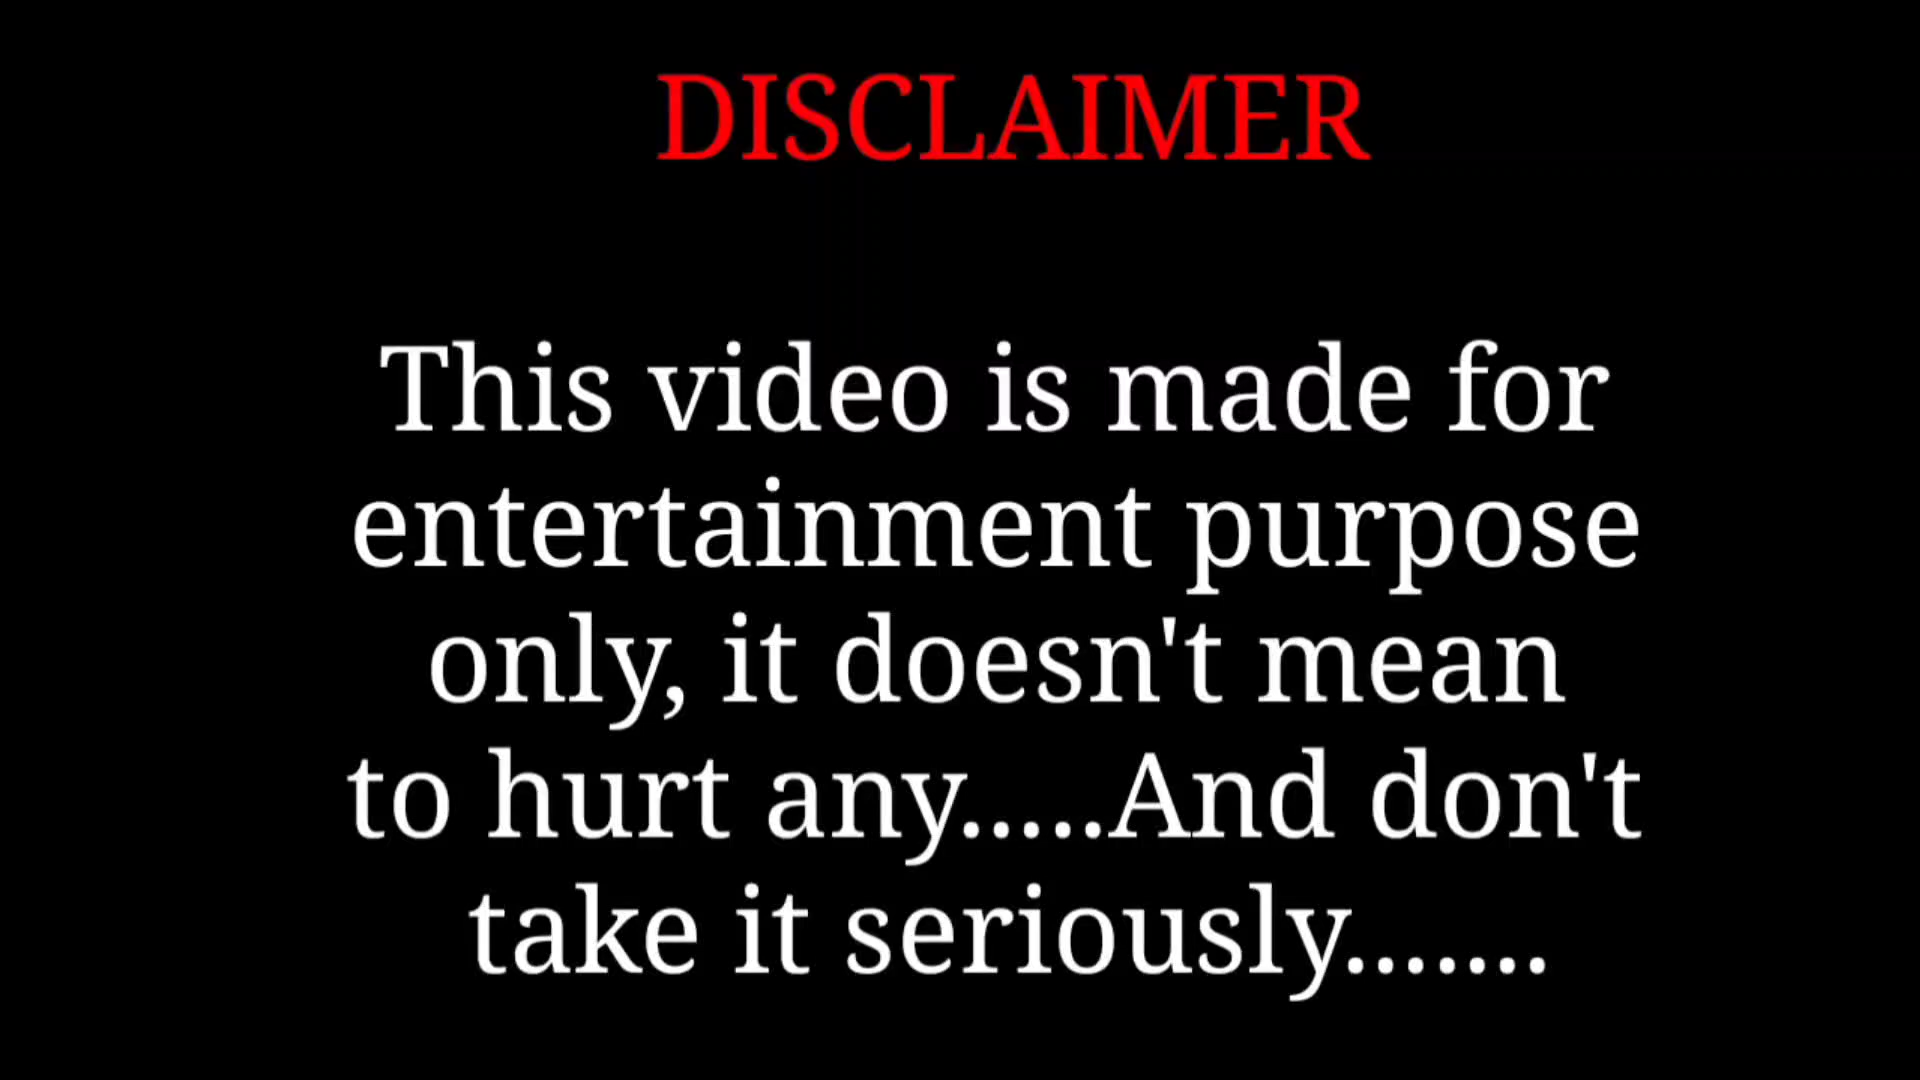 DISCLAIMER
This video is made for
entertainment purpose
only, it doesn't mean
to hurt any.....And don't
take it seriously.......